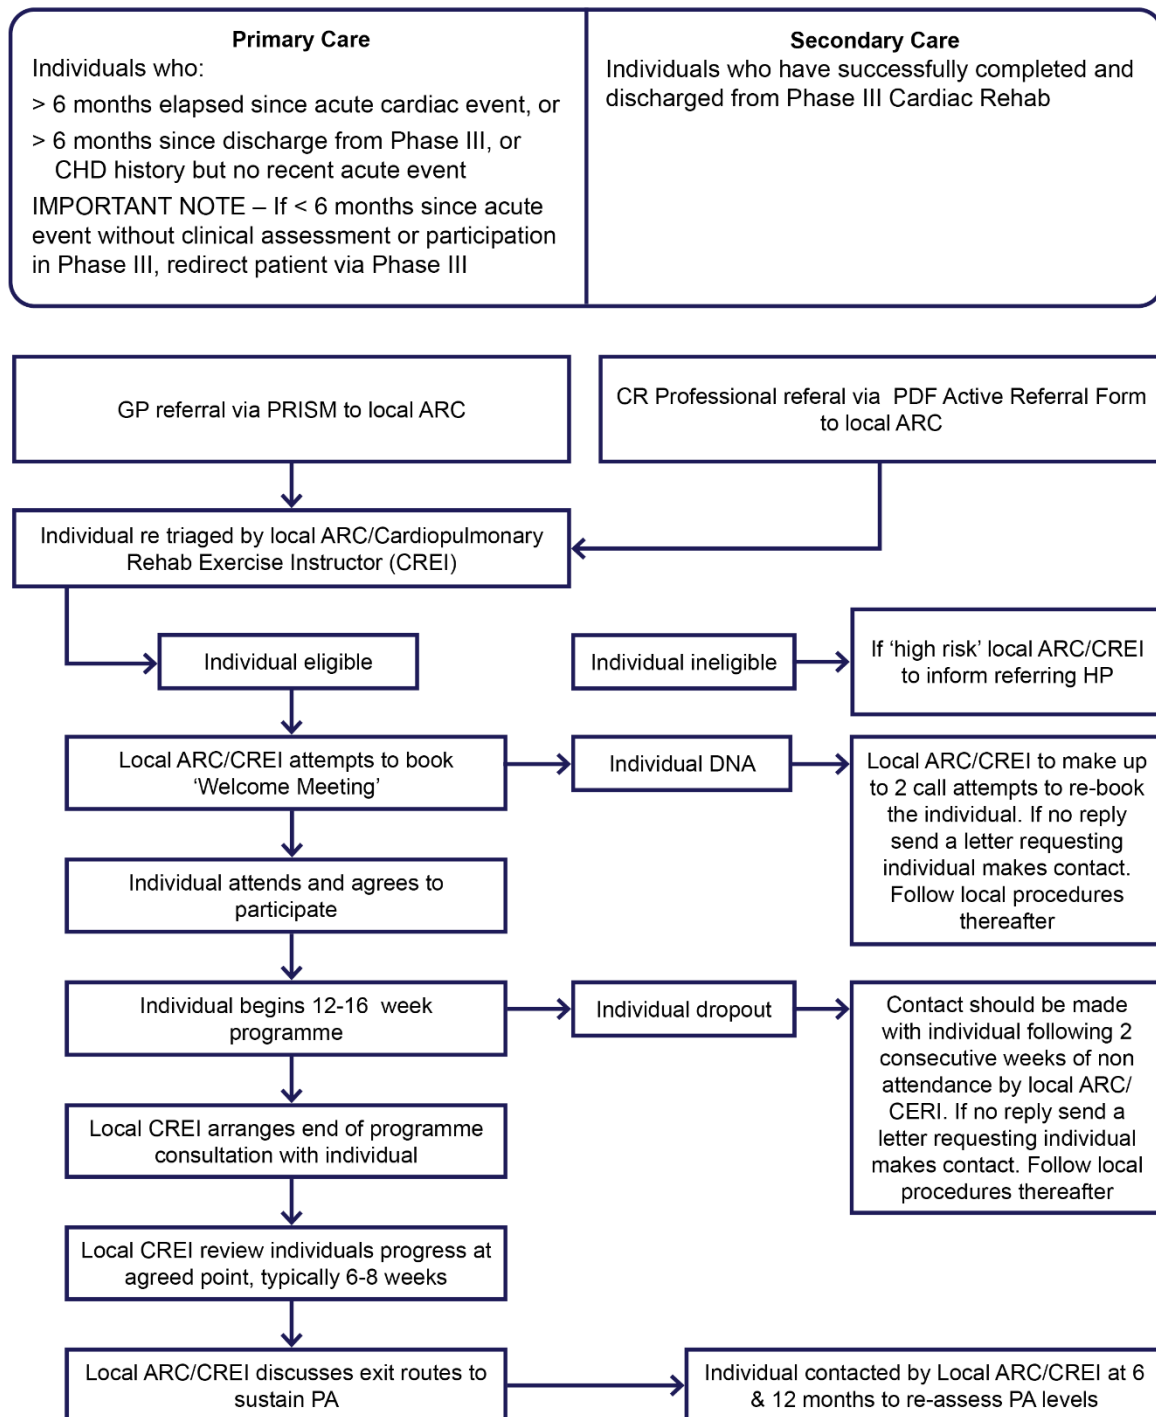 Primary Care
Individuals who:
> 6 months elapsed since acute cardiac event, or
> 6 months since discharge from Phase III, or
CHD history but no recent acute event
IMPORTANT NOTE – If < 6 months since acute
event without clinical assessment or participation
in Phase III, redirect patient via Phase III
Secondary Care
Individuals who have successfully completed and
discharged from Phase III Cardiac Rehab
GP referral via PRISM to local ARC
CR Professional referal via PDF Active Referral Form
to local ARC
Individual re triaged by local ARC/Cardiopulmonary
Rehab Exercise Instructor (CREI)
Individual eligible
Individual ineligible
If ‘high risk’ local ARC/CREI
to inform referring HP
Local ARC/CREI attempts to book
‘Welcome Meeting’
Individual DNA
Local ARC/CREI to make up
to 2 call attempts to re-book
the individual. If no reply
send a letter requesting
individual makes contact.
Follow local procedures
thereafter
Individual attends and agrees to
participate
Individual begins 12-16 week
programme
Individual dropout
Contact should be made
with individual following 2
consecutive weeks of non
attendance by local ARC/
CERI. If no reply send a
letter requesting individual
makes contact. Follow local
procedures thereafter
Local CREI arranges end of programme
consultation with individual
Local CREI review individuals progress at
agreed point, typically 6-8 weeks
Local ARC/CREI discusses exit routes to
sustain PA
Individual contacted by Local ARC/CREI at 6
& 12 months to re-assess PA levels